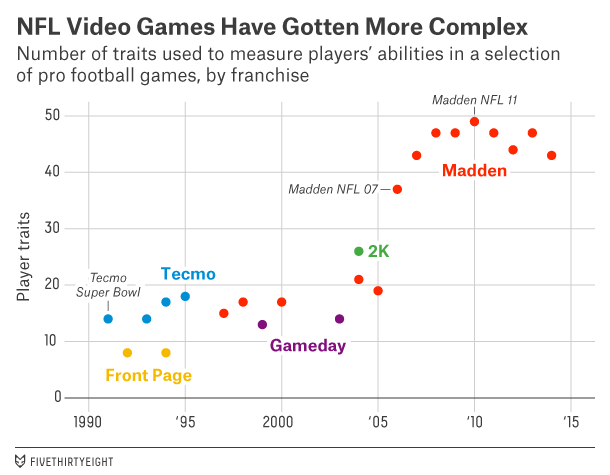 NFL Video Games Have Gotten More Complex
Number of traits used to measure players’ abilities in a selection
of pro football games, by franchise
Madden NFL 11
50
Madden
40
Madden NFL 07
Player traits
30
2K
Tecmo
Tecmo
Super Bowl
20
Gameday
10
Front Page
0
1990
‘95
2000
‘05
‘10
‘15
FIVETHIRTYEIGHT